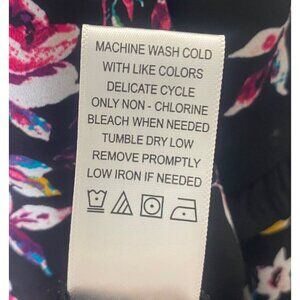 MACHINE WASH COLD
WITH LIKE COLORS
DELICATE CYCLE
ONLY NON - CHLORINE
BLEACH WHEN NEEDED
TUMBLE DRY LOW
REMOVE PROMPTLY
LOW IRON IF NEEDED